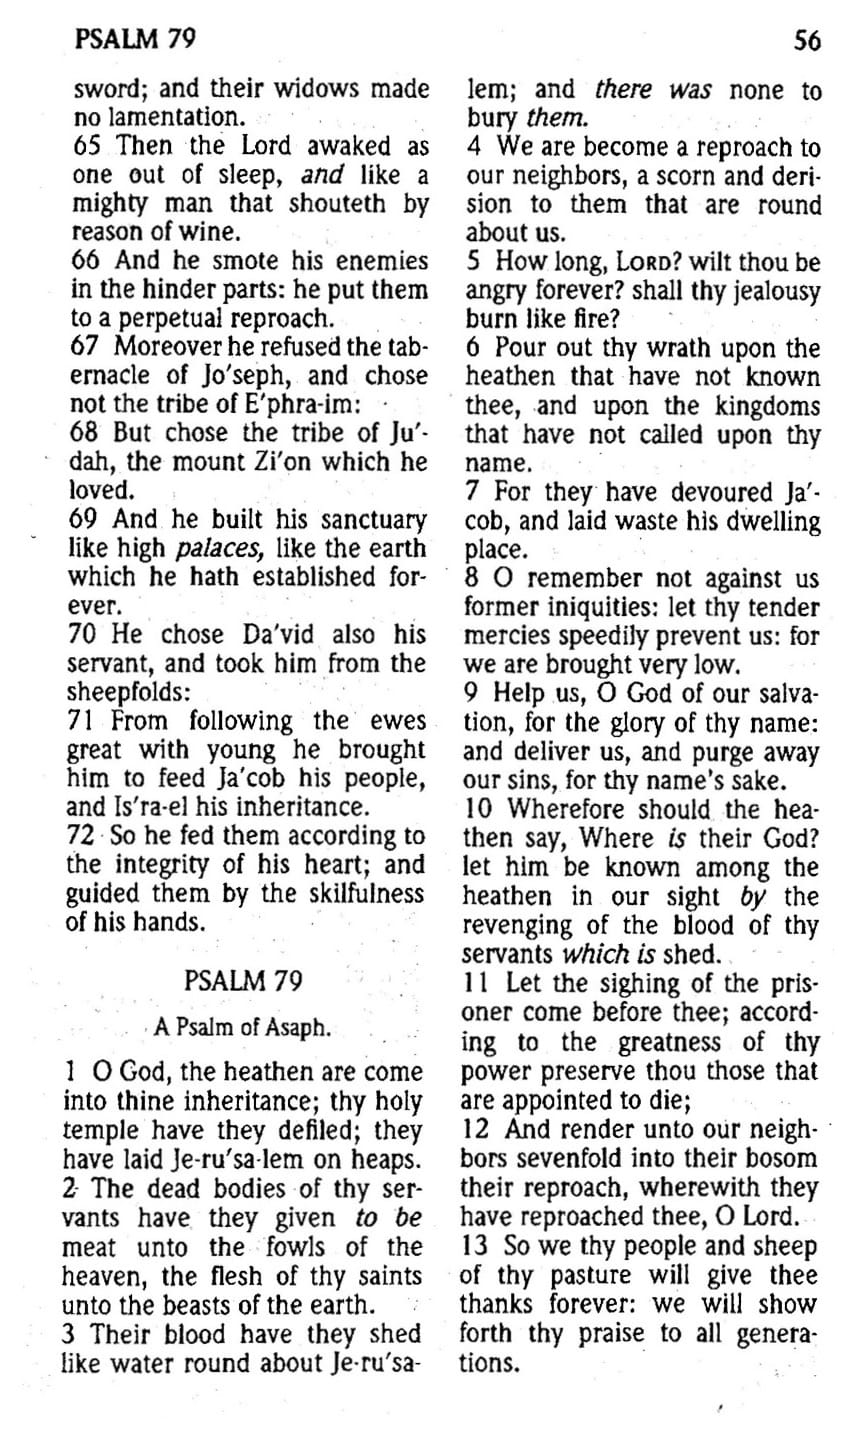 PSALM 79
56
sword; and their widows made
no lamentation.
65 Then the Lord awaked as
one out of sleep, and like a
mighty man that shouteth by
reason of wine.
66 And he smote his enemies
in the hinder parts: he put them
to a perpetual reproach.
67 Moreover he refused the tab-
ernacle of Jo'seph, and chose
not the tribe of E'phra-im:
68 But chose the tribe of Ju'-
dah, the mount Zi'on which he
loved.
69 And he built his sanctuary
like high palaces, like the earth
which he hath established for-
ever.
70 He chose Da'vid also his
servant, and took him from the
sheepfolds:
71 From following the ewes
great with young he brought
him to feed Ja'cob his people,
and Is'ra-el his inheritance.
72 So he fed them according to
the integrity of his heart; and
guided them by the skilfulness
of his hands.
PSALM 79
A Psalm of Asaph.
1 O God, the heathen are come
into thine inheritance; thy holy
temple have they defiled; they
have laid Je-ru'sa-lem on heaps.
2 The dead bodies of thy ser-
vants have they given to be
meat unto the fowls of the
heaven, the flesh of thy saints
unto the beasts of the earth.
3 Their blood have they shed
like water round about Je-ru'sa-
lem; and there was none to
bury them.
4 We are become a reproach to
our neighbors, a scorn and deri-
sion to them that are round
about us.
5 How long, LORD? wilt thou be
angry forever? shall thy jealousy
burn like fire?
6 Pour out thy wrath upon the
heathen that have not known
thee, and upon the kingdoms
that have not called upon thy
name.
7 For they have devoured Ja'-
cob, and laid waste his dwelling
place.
8 O remember not against us
former iniquities: let thy tender
mercies speedily prevent us: for
we are brought very low.
9 Help us, O God of our salva-
tion, for the glory of thy name:
and deliver us, and purge away
our sins, for thy name's sake.
10 Wherefore should the hea-
then say, Where is their God?
let him be known among the
heathen in our sight by the
revenging of the blood of thy
servants which is shed.
11 Let the sighing of the pris-
oner come before thee; accord-
ing to the greatness of thy
power preserve thou those that
are appointed to die;
12 And render unto our neigh-
bors sevenfold into their bosom
their reproach, wherewith they
have reproached thee, O Lord.
13 So we thy people and sheep
of thy pasture will give thee
thanks forever: we will show
forth thy praise to all genera-
tions.